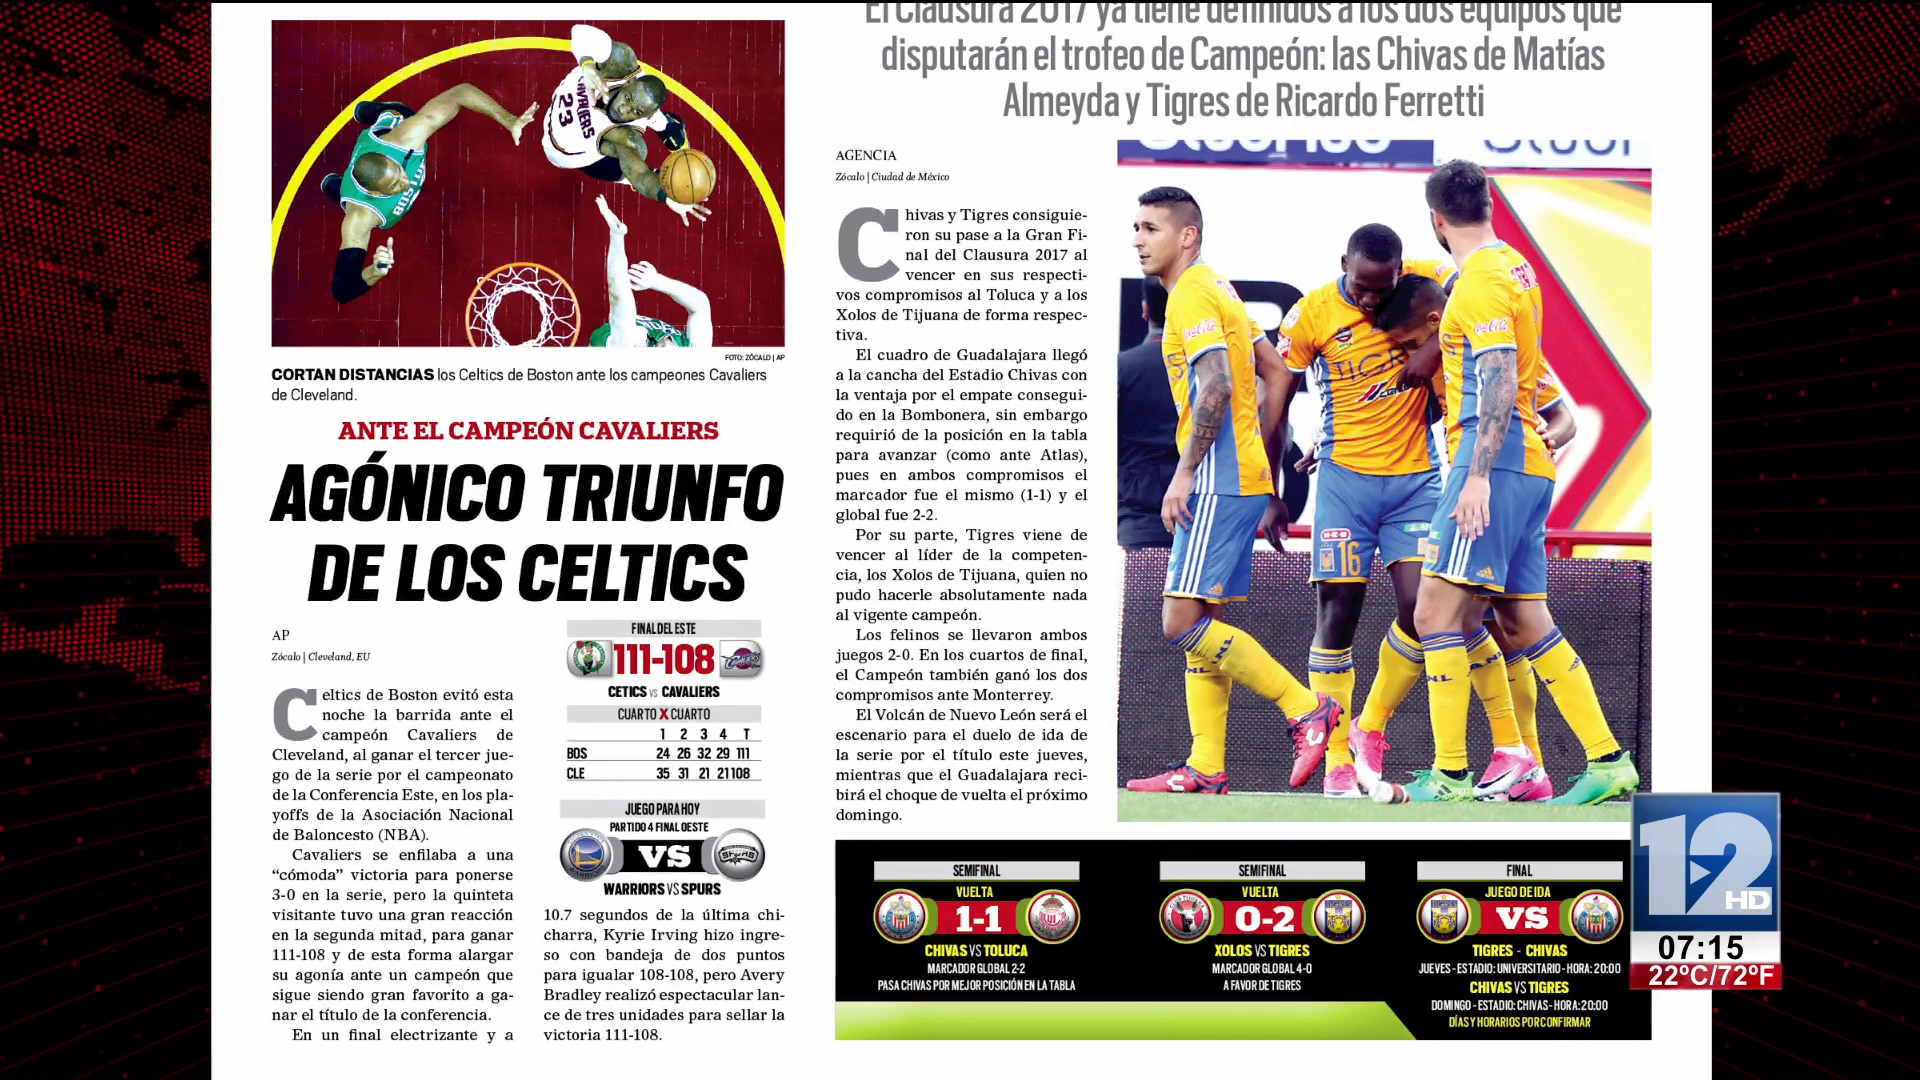 El Clausura 2017 ya tiene definidos a los dos equipos que
disputarán el trofeo de Campeón: las Chivas de Matías
Almeyda y Tigres de Ricardo Ferretti
CAVALIERS
23
BOSTON
FOTO: ZÓCALO | AP
CORTAN DISTANCIAS los Celtics de Boston ante los campeones Cavaliers
de Cleveland.
ANTE EL CAMPEÓN CAVALIERS
AGÓNICO TRIUNFO
DE LOS CELTICS
AP
Zócalo | Cleveland, EU
Celtics de Boston evitó esta
noche la barrida ante el
campeón Cavaliers de
Cleveland, al ganar el tercer jue-
go de la serie por el campeonato
de la Conferencia Este, en los pla-
yoffs de la Asociación Nacional
de Baloncesto (NBA).
Cavaliers se enfilaba a una
“cómoda” victoria para ponerse
3-0 en la serie, pero la quinteta
visitante tuvo una gran reacción
en la segunda mitad, para ganar
111-108 y de esta forma alargar
su agonía ante un campeón que
sigue siendo gran favorito a ga-
nar el título de la conferencia.
En un final electrizante y a
FINAL DEL ESTE
111-108
CETICS VS CAVALIERS
CUARTO X CUARTO
1 2 3 4 T
BOS 24 26 32 29 111
CLE 35 31 21 21 108
JUEGO PARA HOY
PARTIDO 4 FINAL OESTE
VS
SPURS
WARRIORS VS SPURS
10.7 segundos de la última chi-
charra, Kyrie Irving hizo ingre-
so con bandeja de dos puntos
para igualar 108-108, pero Avery
Bradley realizó espectacular lan-
ce de tres unidades para sellar la
victoria 111-108.
AGENCIA
Zócalo | Ciudad de México
Chivas y Tigres consiguie-
ron su pase a la Gran Fi-
nal del Clausura 2017 al
vencer en sus respecti-
vos compromisos al Toluca y a los
Xolos de Tijuana de forma respec-
tiva.
El cuadro de Guadalajara llegó
a la cancha del Estadio Chivas con
la ventaja por el empate consegui-
do en la Bombonera, sin embargo
requirió de la posición en la tabla
para avanzar (como ante Atlas),
pues en ambos compromisos el
marcador fue el mismo (1-1) y el
global fue 2-2.
Por su parte, Tigres viene de
vencer al líder de la competen-
cia, los Xolos de Tijuana, quien no
pudo hacerle absolutamente nada
al vigente campeón.
Los felinos se llevaron ambos
juegos 2-0. En los cuartos de final,
el Campeón también ganó los dos
compromisos ante Monterrey.
El Volcán de Nuevo León será el
escenario para el duelo de ida de
la serie por el título este jueves,
mientras que el Guadalajara reci-
birá el choque de vuelta el próximo
domingo.
Coca-Cola
TIGRES
Coca-Cola
H-E-B
16
SEMIFINAL
VUELTA
1-1
CHIVAS VS TOLUCA
MARCADOR GLOBAL 2-2
PASA CHIVAS POR MEJOR POSICIÓN EN LA TABLA
SEMIFINAL
VUELTA
0-2
XOLOS VS TIGRES
MARCADOR GLOBAL 4-0
A FAVOR DE TIGRES
FINAL
JUEGO DE IDA
VS
TIGRES - CHIVAS
JUEVES - ESTADIO: UNIVERSITARIO - HORA: 20:00
CHIVAS VS TIGRES
DOMINGO - ESTADIO: CHIVAS - HORA: 20:00
DÍAS Y HORARIOS POR CONFIRMAR
12
HD
07:15
22ºC/72ºF